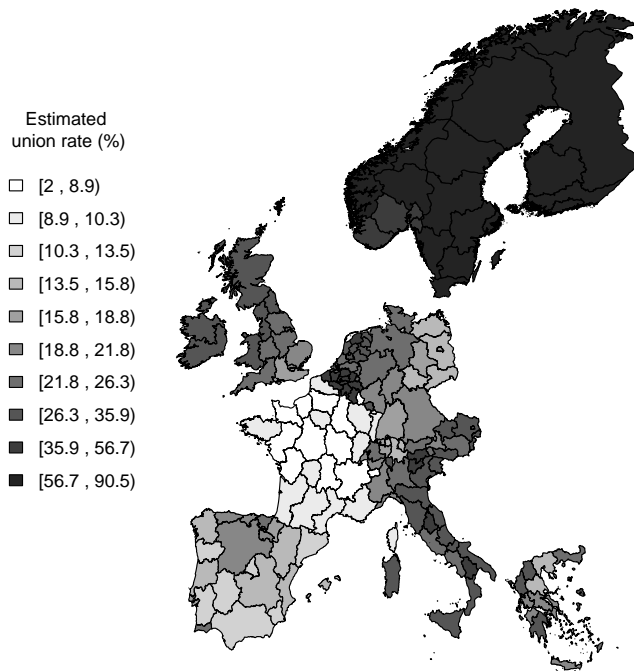 Estimated
union rate (%)
[2 , 8.9)
[8.9 , 10.3)
[10.3 , 13.5)
[13.5 , 15.8)
[15.8 , 18.8)
[18.8 , 21.8)
[21.8 , 26.3)
[26.3 , 35.9)
[35.9 , 56.7)
[56.7 , 90.5)